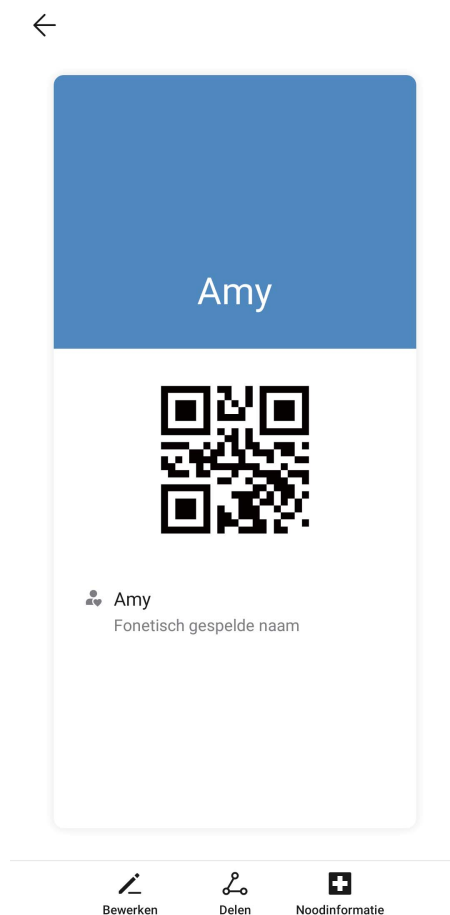 Amy
Amy
Fonetisch gespelde naam
Bewerken
Delen
Noodinformatie